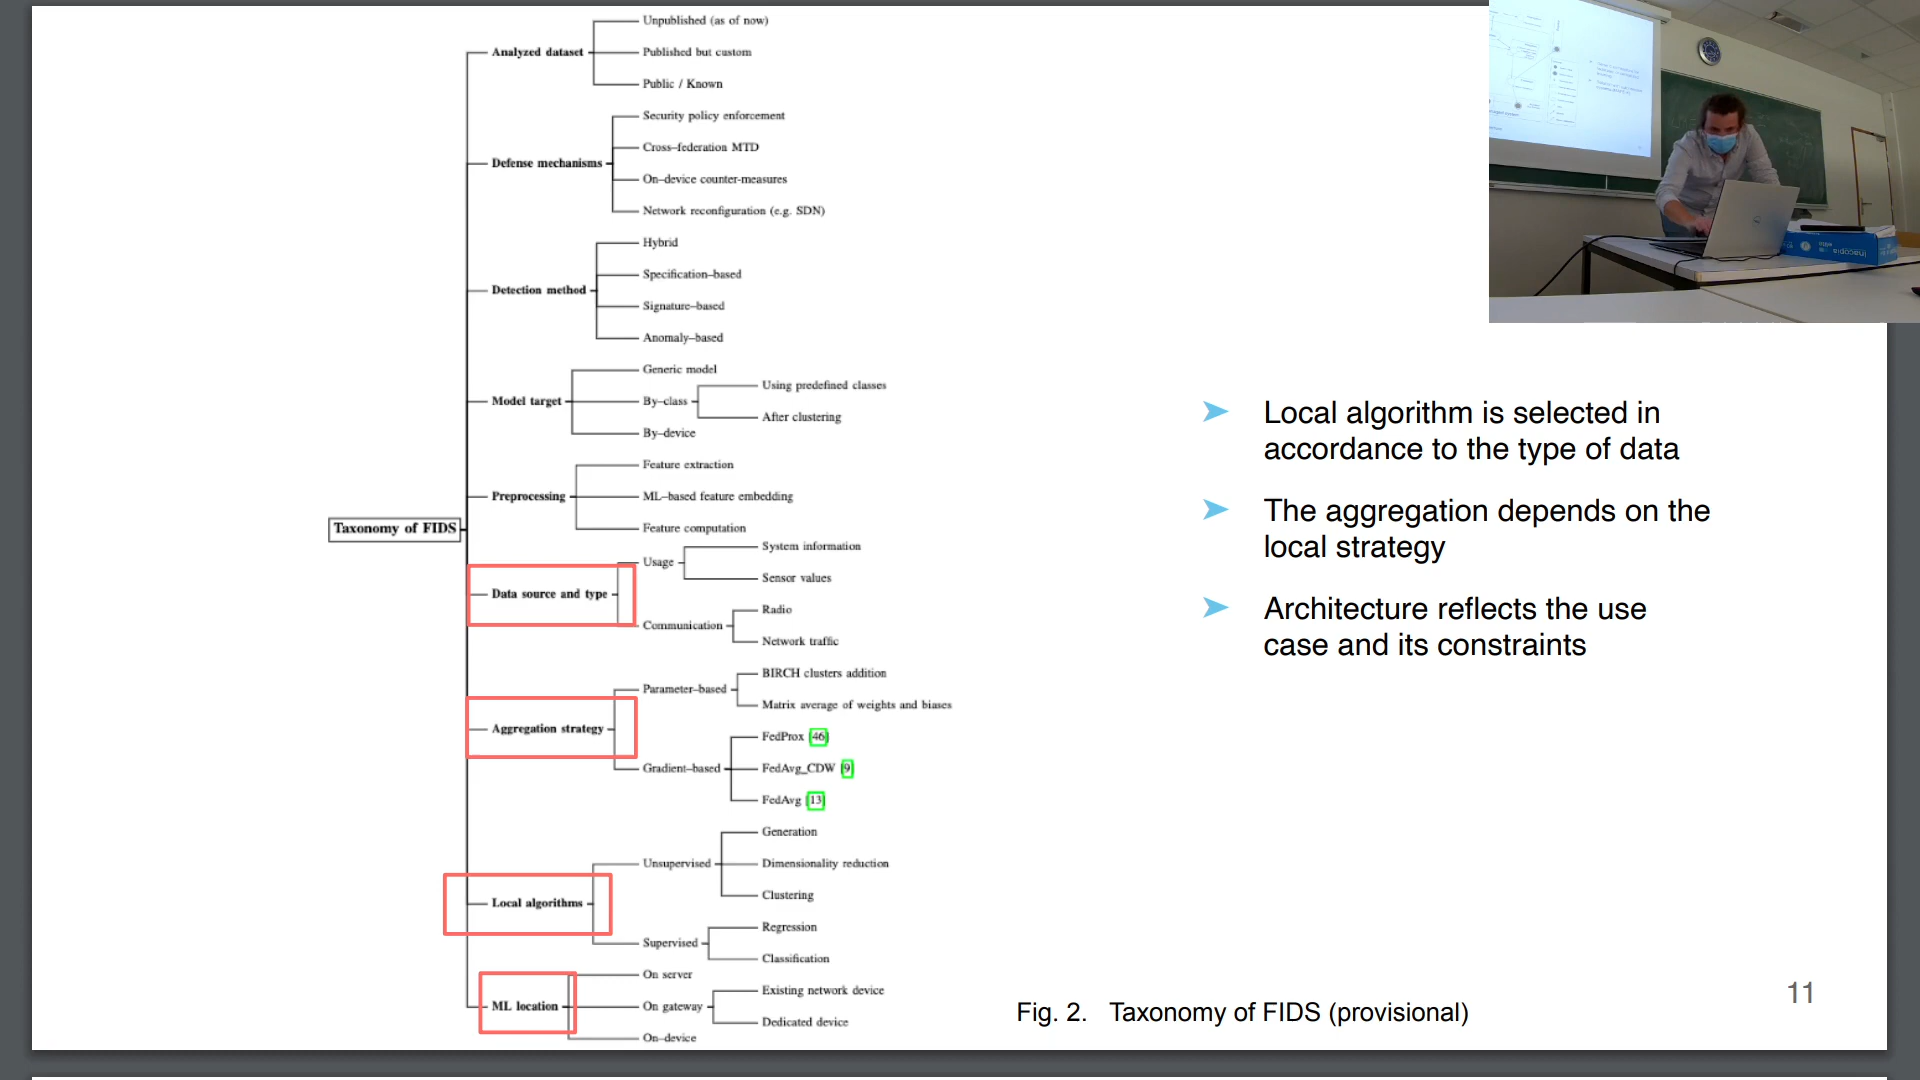 Unpublished (as of now)
Analyzed dataset
Published but custom
Public / Known
Security policy enforcement
Cross–federation MTD
Defense mechanisms
On–device counter-measures
Network reconfiguration (e.g. SDN)
Hybrid
Specification–based
Detection method
Signature–based
Anomaly–based
Generic model
Model target
By–class
Using predefined classes
After clustering
By–device
Feature extraction
Preprocessing
ML–based feature embedding
Feature computation
Taxonomy of FIDS
Usage
System information
Sensor values
Data source and type
Communication
Radio
Network traffic
Parameter–based
BIRCH clusters addition
Matrix average of weights and biases
Aggregation strategy
Gradient–based
FedProx [46]
FedAvg_CDW [9]
FedAvg [13]
Unsupervised
Generation
Dimensionality reduction
Clustering
Local algorithms
Supervised
Regression
Classification
On server
ML location
On gateway
Existing network device
Dedicated device
On–device
Local algorithm is selected in
accordance to the type of data
The aggregation depends on the
local strategy
Architecture reflects the use
case and its constraints
Fig. 2. Taxonomy of FIDS (provisional)
11
inacopia
elite